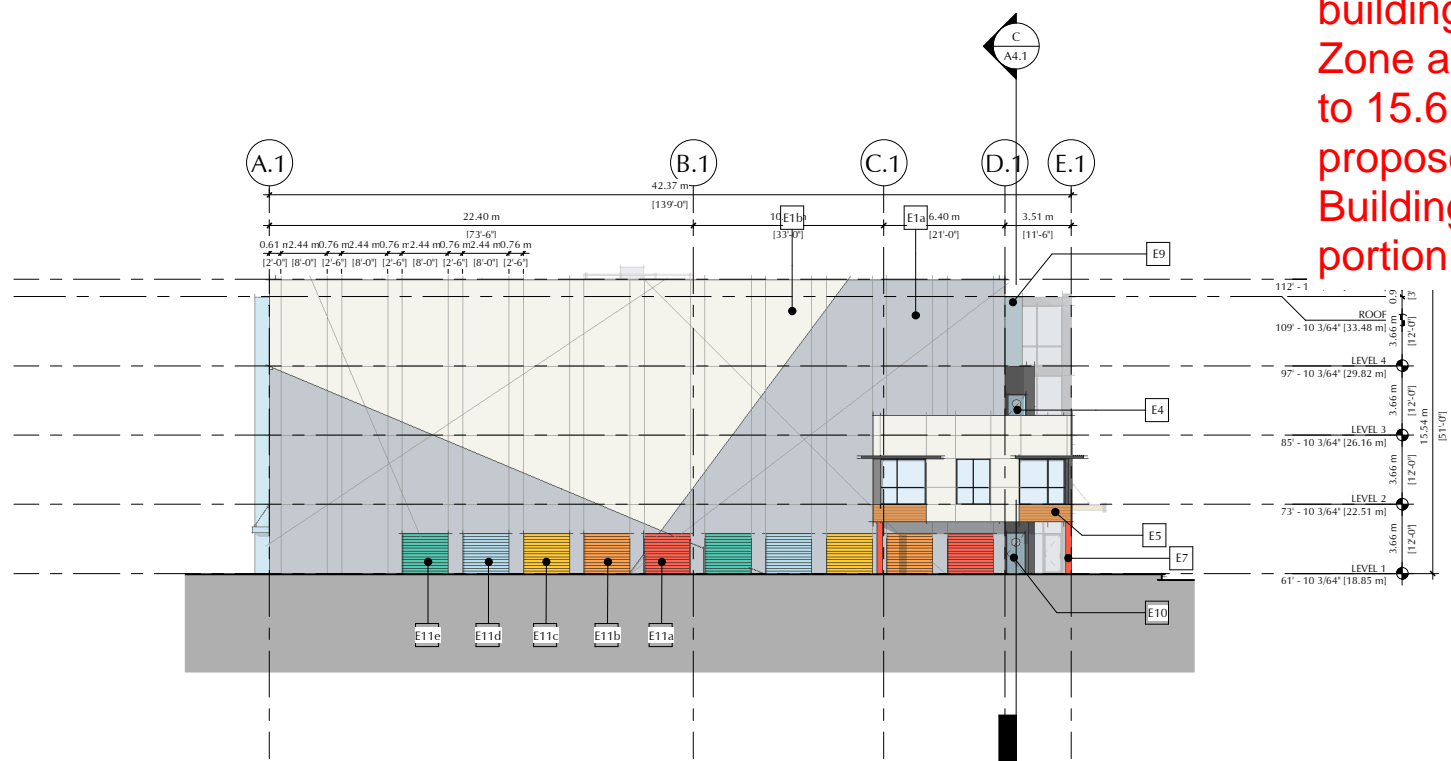 building
Zone a
to 15.6
propose
Building
portion
C
A4.1
A.1
B.1
C.1
D.1
E.1
42.37 m
[139'-0"]
22.40 m
[73'-6"]
E1b
[33'-0"]
E1a
6.40 m
[21'-0"]
3.51 m
[11'-6"]
0.61 m 2.44 m 0.76 m 2.44 m 0.76 m 2.44 m 0.76 m 2.44 m 0.76 m
[2'-0"] [8'-0"] [2'-6"] [8'-0"] [2'-6"] [8'-0"] [2'-6"] [8'-0"] [2'-6"]
E9
112' - 1
0.9
[3'
ROOF
109' - 10 3/64" [33.48 m]
3.66 m
[12'-0"]
LEVEL 4
97' - 10 3/64" [29.82 m]
3.66 m
[12'-0"]
E4
LEVEL 3
85' - 10 3/64" [26.16 m]
15.54 m
[51'-0"]
3.66 m
[12'-0"]
LEVEL 2
73' - 10 3/64" [22.51 m]
E5
3.66 m
[12'-0"]
E7
LEVEL 1
61' - 10 3/64" [18.85 m]
E10
E11e
E11d
E11c
E11b
E11a